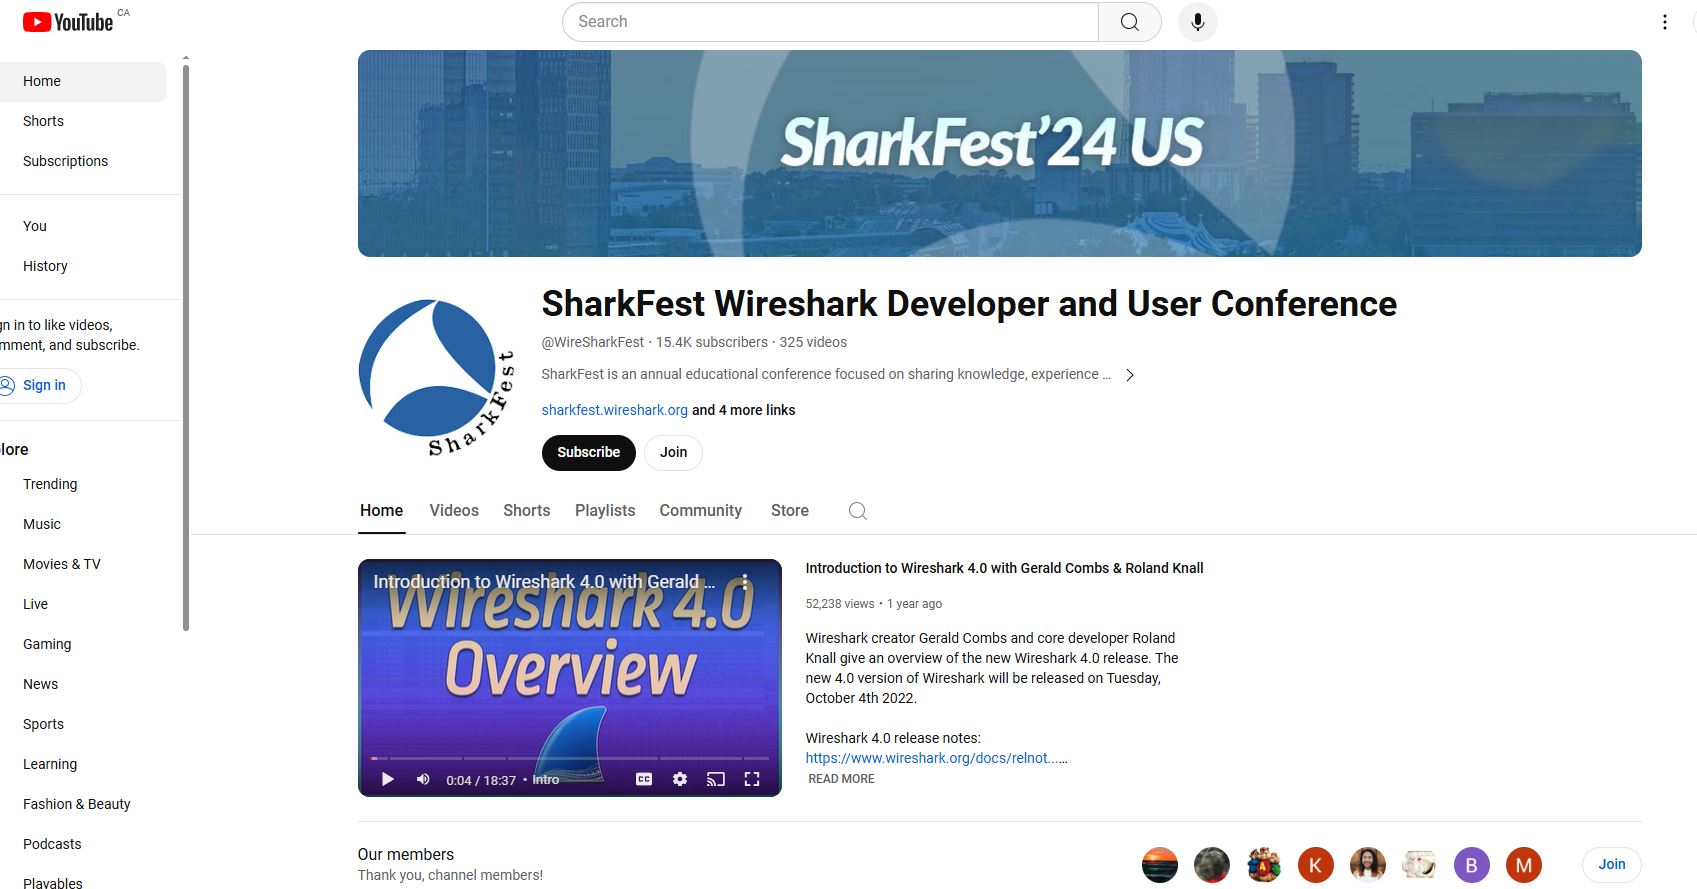 YouTube CA
Search
Home
Shorts
Subscriptions
You
History
gn in to like videos,
mment, and subscribe.
Sign in
lore
Trending
Music
Movies & TV
Live
Gaming
News
Sports
Learning
Fashion & Beauty
Podcasts
Playables
SharkFest'24 US
SharkFest
SharkFest Wireshark Developer and User Conference
@WireSharkFest · 15.4K subscribers · 325 videos
SharkFest is an annual educational conference focused on sharing knowledge, experience ...
sharkfest.wireshark.org and 4 more links
Subscribe
Join
Home Videos Shorts Playlists Community Store
Introduction to Wireshark 4.0 with Gerald ...
Wireshark 4.0
Overview
0:04 / 18:37 • Intro
CC
Introduction to Wireshark 4.0 with Gerald Combs & Roland Knall
52,238 views • 1 year ago
Wireshark creator Gerald Combs and core developer Roland
Knall give an overview of the new Wireshark 4.0 release. The
new 4.0 version of Wireshark will be released on Tuesday,
October 4th 2022.
Wireshark 4.0 release notes:
https://www.wireshark.org/docs/relnot...…
READ MORE
Our members
Thank you, channel members!
A
K
B
M
Join